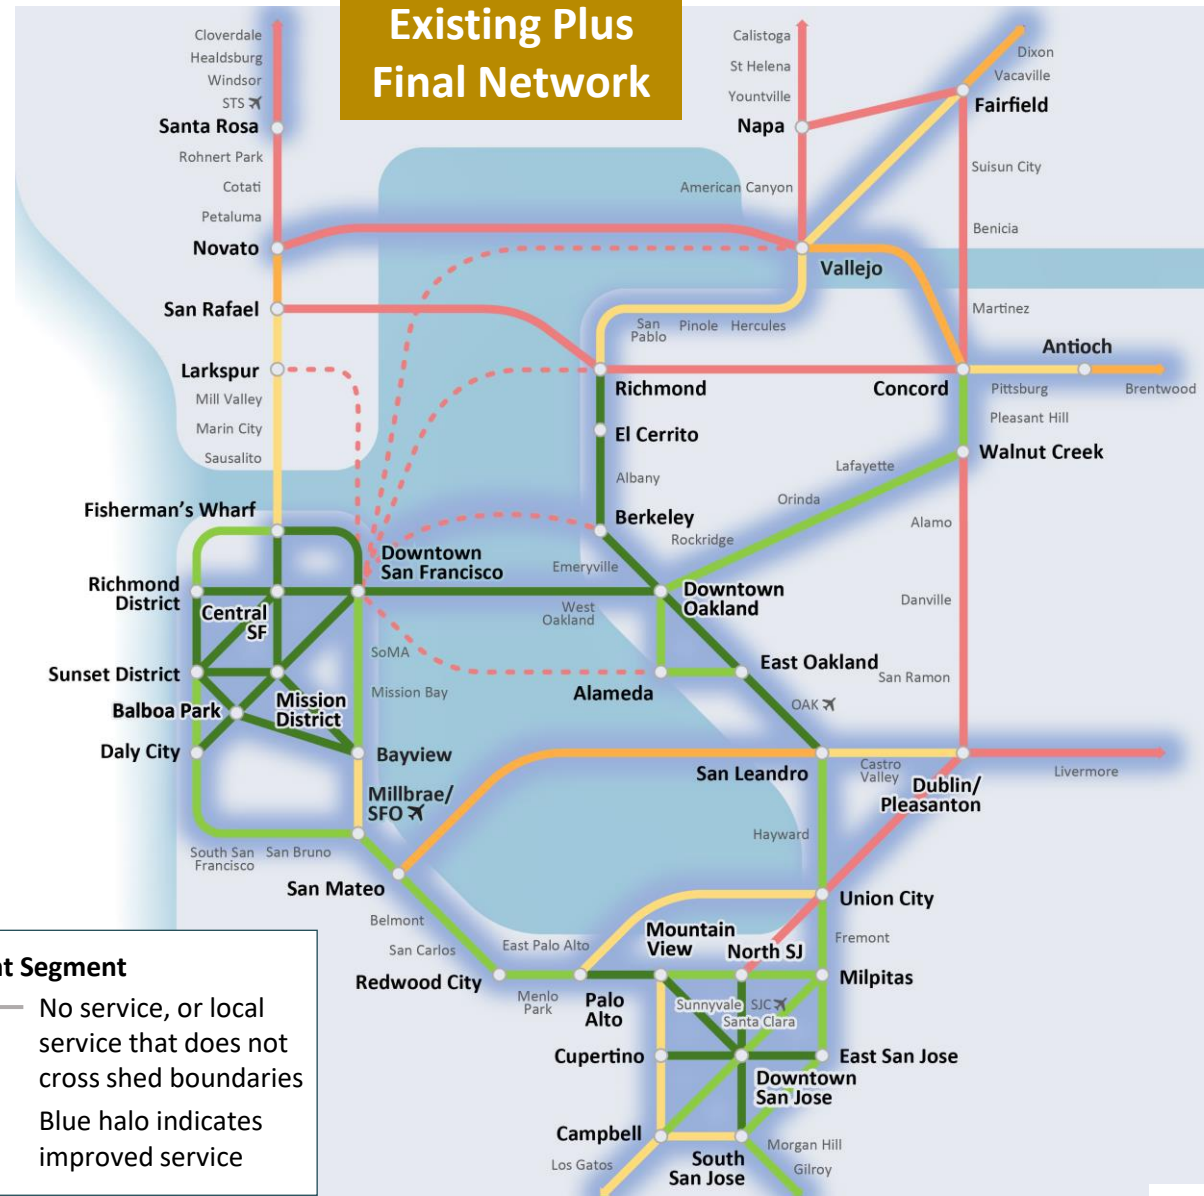 Existing Plus
Final Network
Cloverdale
Healdsburg
Windsor
STS
Santa Rosa
Rohnert Park
Cotati
Petaluma
Novato
San Rafael
Larkspur
Mill Valley
Marin City
Sausalito
Fisherman's Wharf
Calistoga
St Helena
Yountville
Napa
American Canyon
Dixon
Vacaville
Fairfield
Suisun City
Benicia
Vallejo
Martinez
San
Pablo
Pinole
Hercules
Antioch
Richmond
Concord
Pittsburg
Brentwood
Pleasant Hill
El Cerrito
Walnut Creek
Albany
Lafayette
Orinda
Berkeley
Rockridge
Alamo
Downtown
San Francisco
Emeryville
Richmond
District
Central
SF
Downtown
Oakland
West
Oakland
Danville
SoMA
Sunset District
Mission Bay
Alameda
East Oakland
San Ramon
Balboa Park
Mission
District
OAK
Daly City
Bayview
San Leandro
Castro
Valley
Dublin/
Pleasanton
Livermore
Millbrae/
SFO
Hayward
South San
Francisco
San Bruno
San Mateo
Union City
Belmont
San Carlos
East Palo Alto
Mountain
View
North SJ
Fremont
Redwood City
Menlo
Park
Palo
Alto
Sunnyvale
SJC
Santa Clara
Milpitas
Cupertino
East San Jose
Downtown
San Jose
Campbell
Los Gatos
South
San Jose
Morgan Hill
Gilroy
Segment
No service, or local
service that does not
cross shed boundaries
Blue halo indicates
improved service